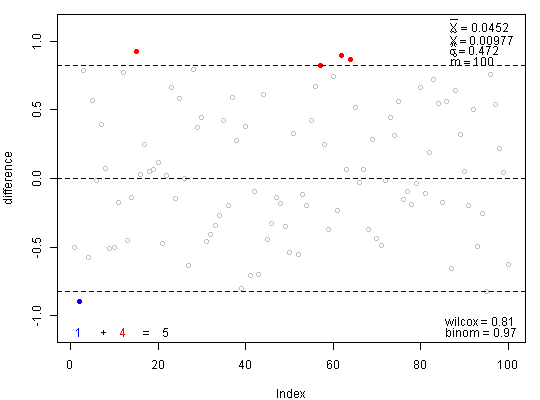 X̄ = 0.0452
X̃ = 0.00977
σ = 0.472
m = 100
difference
1.0
0.5
0.0
-0.5
-1.0
1 + 4 = 5
wilcox = 0.81
binom = 0.97
0 20 40 60 80 100
Index